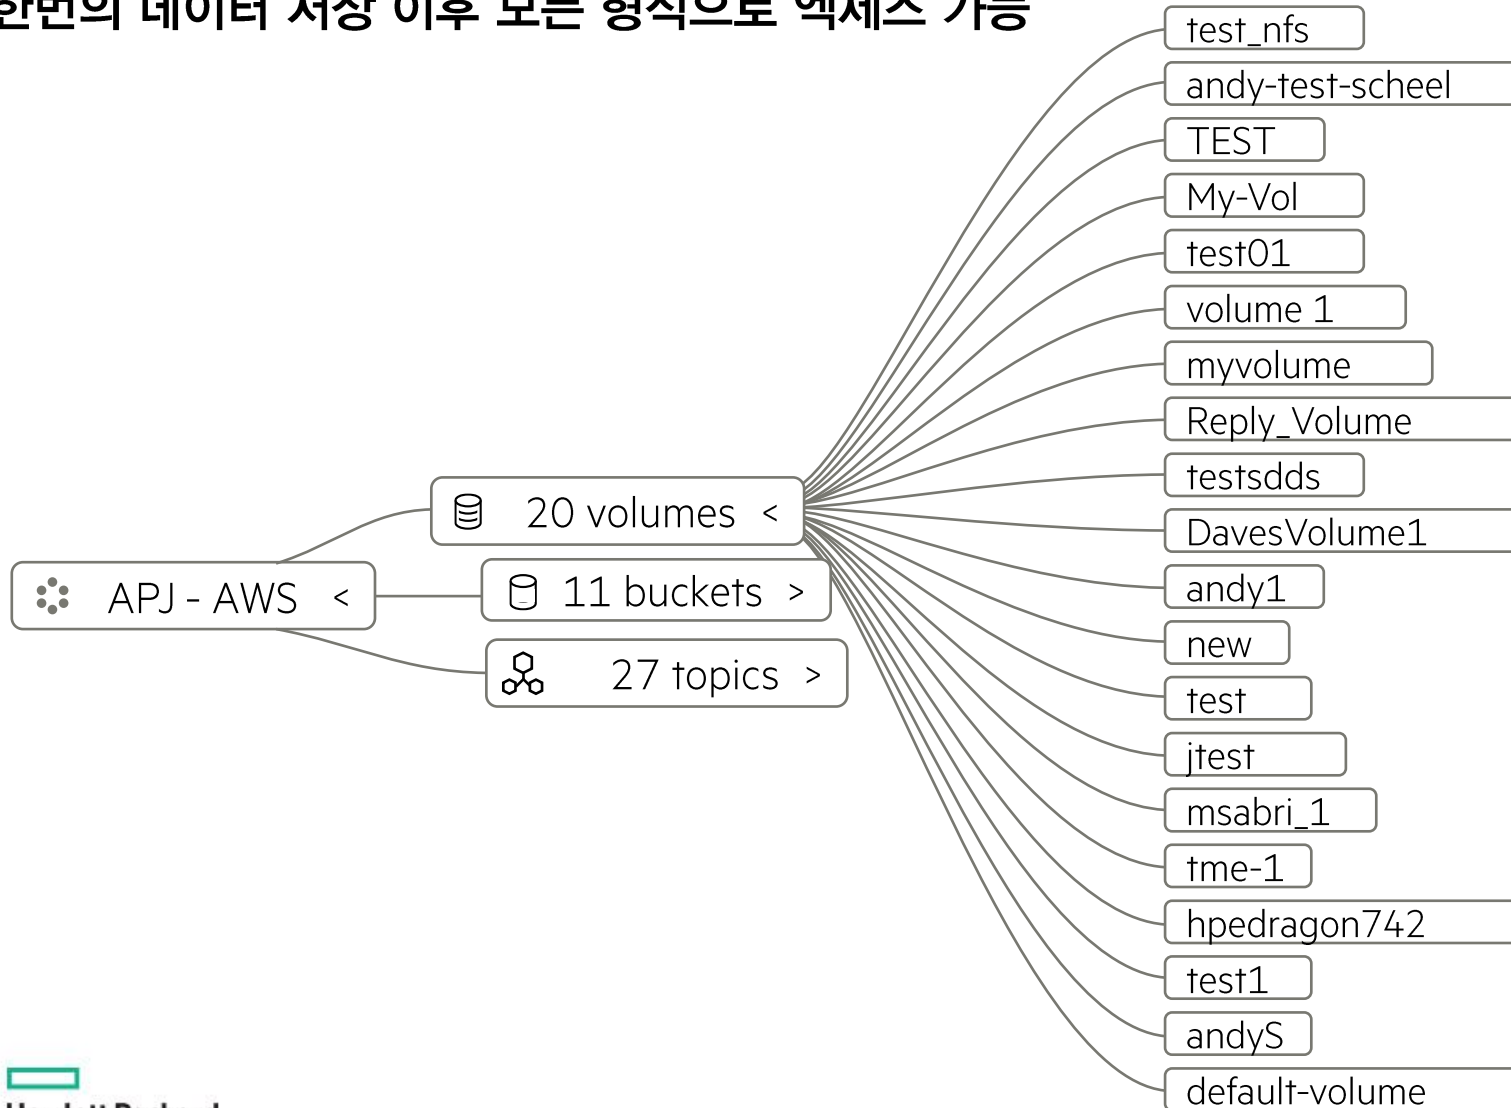 한번의 데이터 저장 이후 모든 형식으로 엑세스 가능
APJ - AWS <
20 volumes <
11 buckets >
27 topics >
test_nfs
andy-test-scheel
TEST
My-Vol
test01
volume 1
myvolume
Reply_Volume
testsdds
DavesVolume1
andy1
new
test
jtest
msabri_1
tme-1
hpedragon742
test1
andyS
default-volume